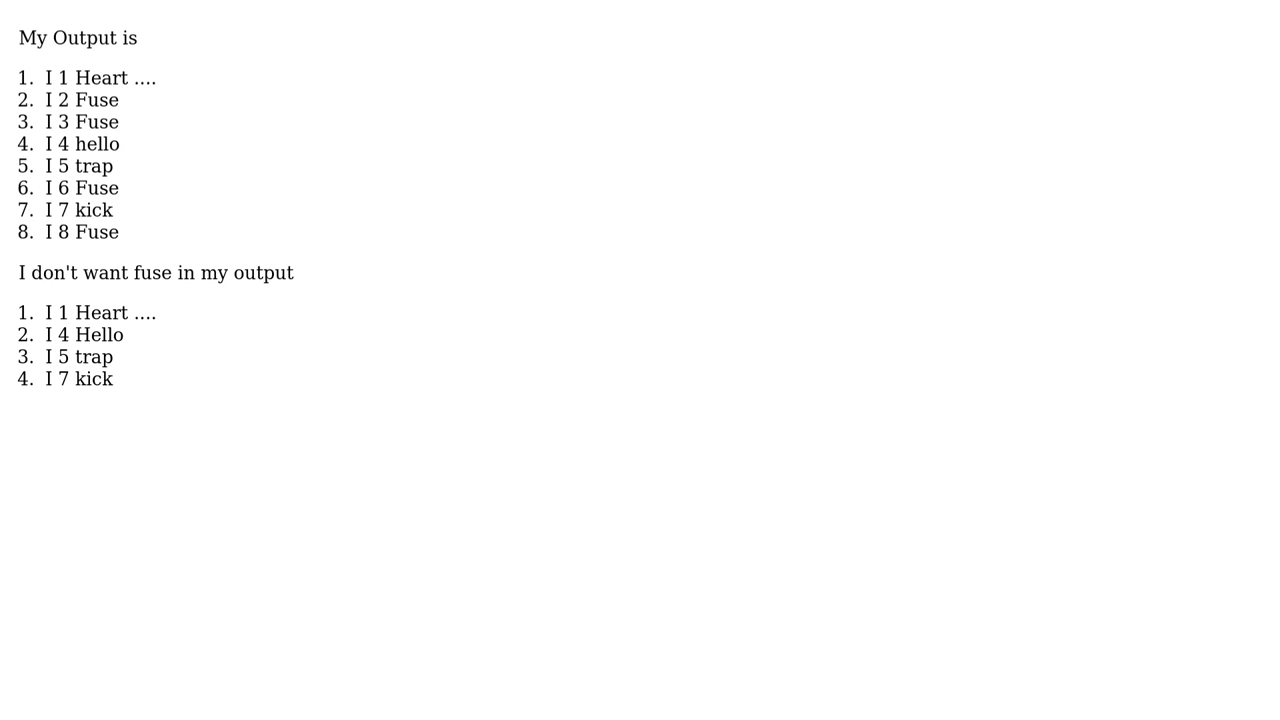 My Output is
1. I 1 Heart ....
2. I 2 Fuse
3. I 3 Fuse
4. I 4 hello
5. I 5 trap
6. I 6 Fuse
7. I 7 kick
8. I 8 Fuse
I don't want fuse in my output
1. I 1 Heart ....
2. I 4 Hello
3. I 5 trap
4. I 7 kick